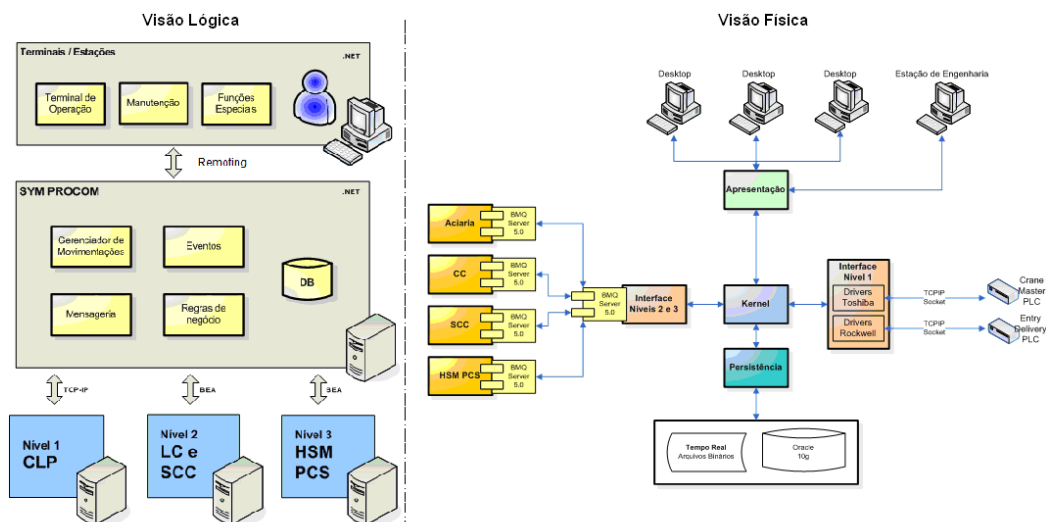 Visão Lógica
Terminais / Estações
.NET
Terminal de
Operação
Manutenção
Funções
Especiais
Remoting
SYM PROCOM
.NET
Gerenciador de
Movimentações
Eventos
DB
Mensageria
Regras de
negócio
TCP-IP
BEA
BEA
Nível 1
CLP
Nível 2
LC e
SCC
Nível 3
HSM
PCS
Visão Física
Desktop
Desktop
Desktop
Estação de Engenharia
Apresentação
Aciaria
BMQ
Server
5.0
CC
BMQ
Server
5.0
SCC
BMQ
Server
5.0
HSM PCS
BMQ
Server
5.0
BMQ
Server
5.0
Interface
Níveis 2 e 3
Kernel
Interface
Nível 1
Drivers
Toshiba
Drivers
Rockwell
TCPIP
Socket
TCPIP
Socket
Crane
Master
PLC
Entry
Delivery
PLC
Persistência
Tempo Real
Arquivos Binários
Oracle
10g